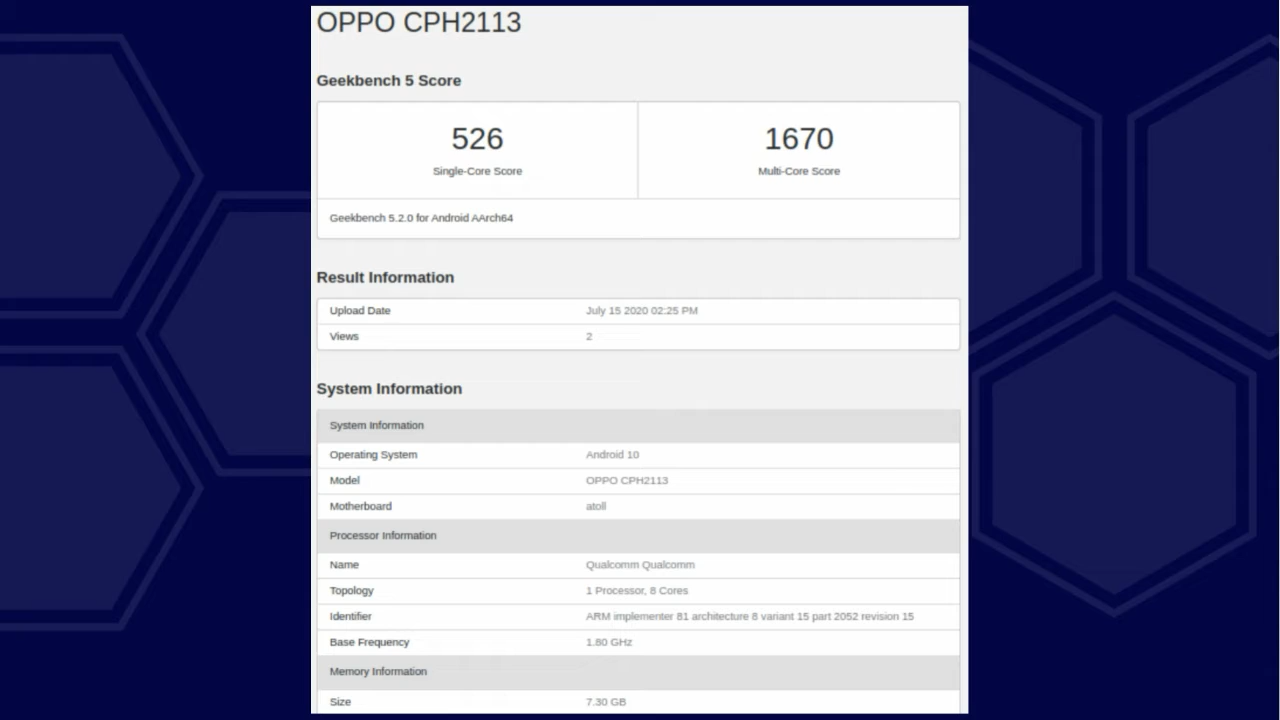 OPPO CPH2113
Geekbench 5 Score
526
1670
Single-Core Score
Multi-Core Score
Geekbench 5.2.0 for Android AArch64
Result Information
Upload Date July 15 2020 02:25 PM
Views 2
System Information
System Information
Operating System Android 10
Model OPPO CPH2113
Motherboard atoll
Processor Information
Name Qualcomm Qualcomm
Topology 1 Processor, 8 Cores
Identifier ARM implementer 81 architecture 8 variant 15 part 2052 revision 15
Base Frequency 1.80 GHz
Memory Information
Size 7.30 GB